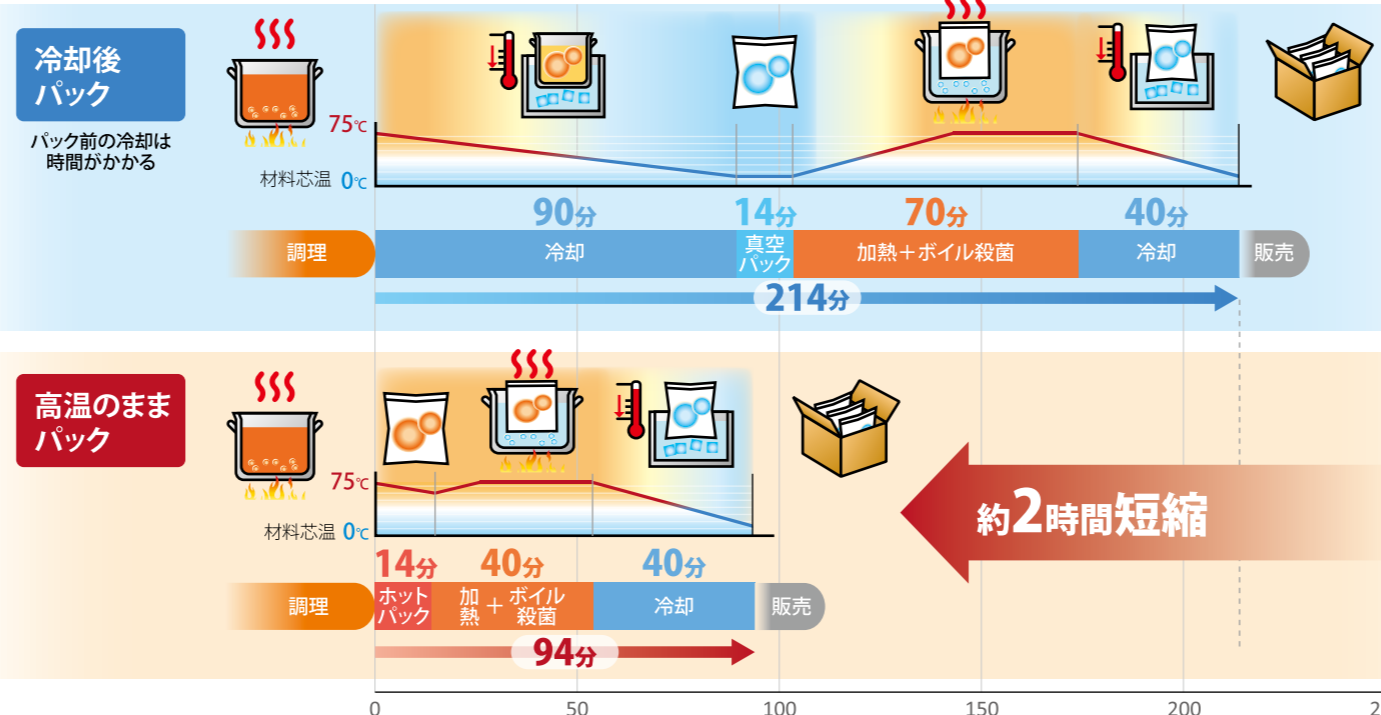 冷却後
パック
パック前の冷却は
時間がかかる
75℃
材料芯温 0℃
90分
14分
70分
40分
調理
冷却
真空
パック
加熱＋ボイル殺菌
冷却
販売
214分
高温のまま
パック
75℃
材料芯温 0℃
約2時間短縮
14分
40分
40分
調理
ホット
パック
加熱
＋
ボイル
殺菌
冷却
販売
94分
0
50
100
150
200